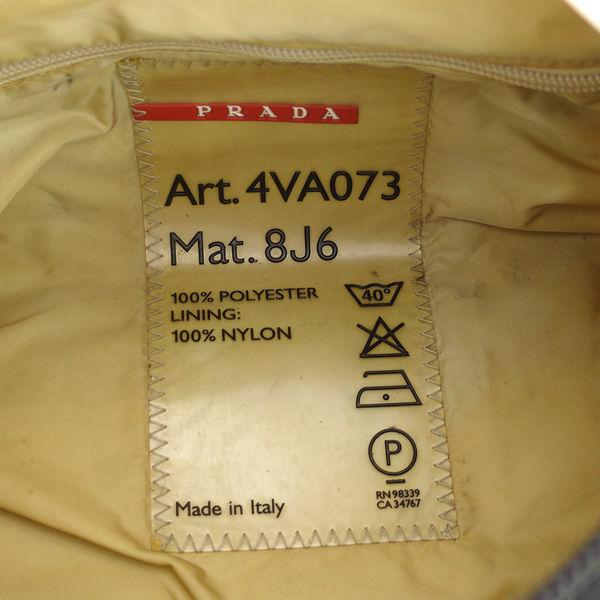 PRADA
Art. 4VA073
Mat. 8J6
100% POLYESTER
LINING:
100% NYLON
40°
P
RN 98339
CA 34767
Made in Italy